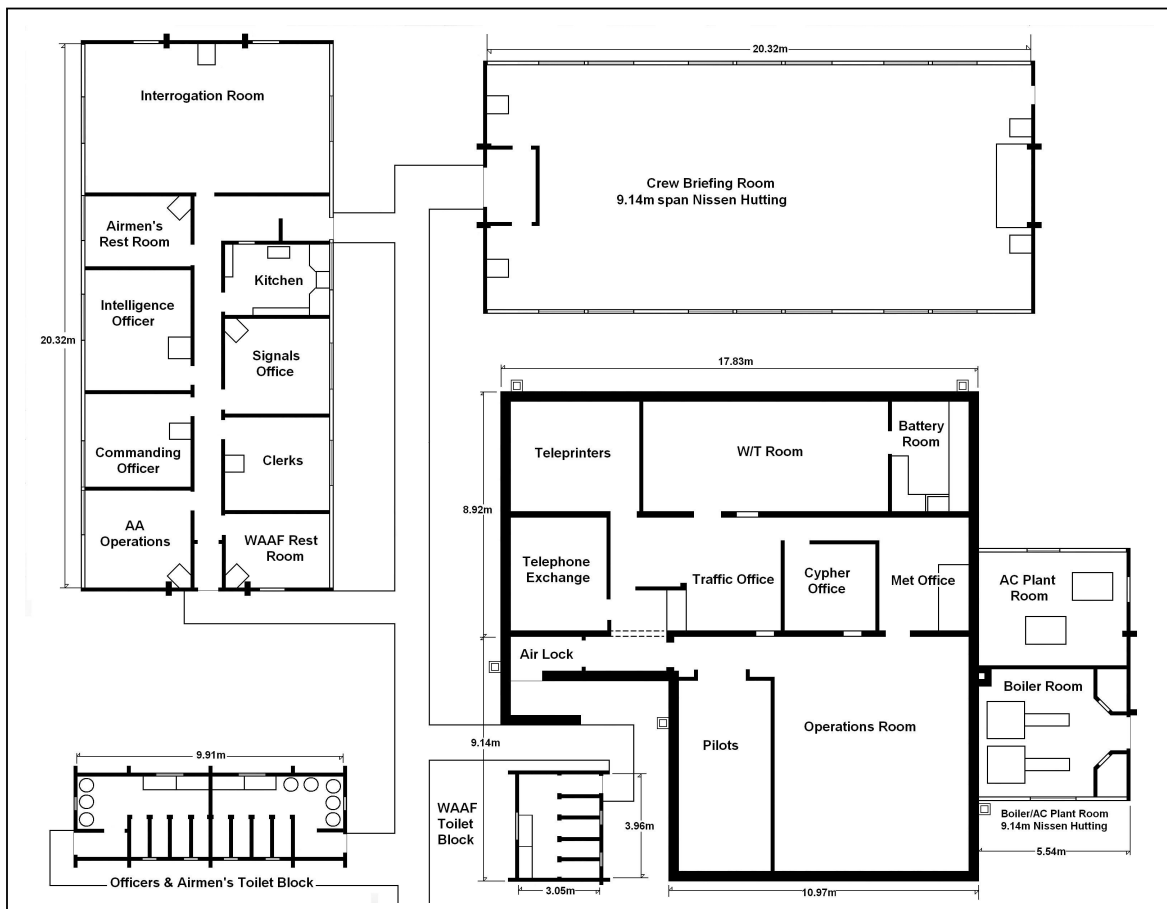 20.32m
Interrogation Room
Airmen's
Rest Room
Kitchen
Intelligence
Officer
20.32m
Signals
Office
Commanding
Officer
Clerks
AA
Operations
WAAF Rest
Room
20.32m
Crew Briefing Room
9.14m span Nissen Hutting
17.83m
Teleprinters
W/T Room
Battery
Room
8.92m
Telephone
Exchange
Traffic Office
Cypher
Office
Met Office
AC Plant
Room
Air Lock
Boiler Room
Pilots
Operations Room
9.14m
Boiler/AC Plant Room
9.14m Nissen Hutting
5.54m
10.97m
9.91m
Officers & Airmen's Toilet Block
WAAF
Toilet
Block
3.96m
3.05m